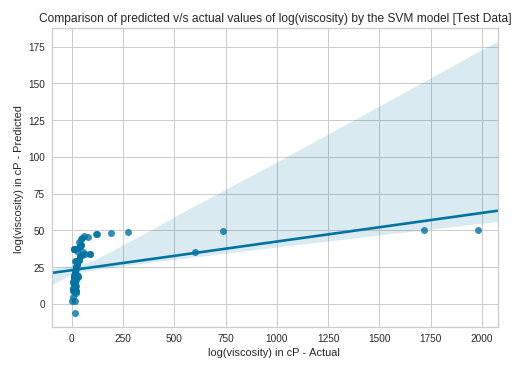 Comparison of predicted v/s actual values of log(viscosity) by the SVM model [Test Data]
log(viscosity) in cP - Predicted
175
150
125
100
75
50
25
0
0 250 500 750 1000 1250 1500 1750 2000
log(viscosity) in cP - Actual